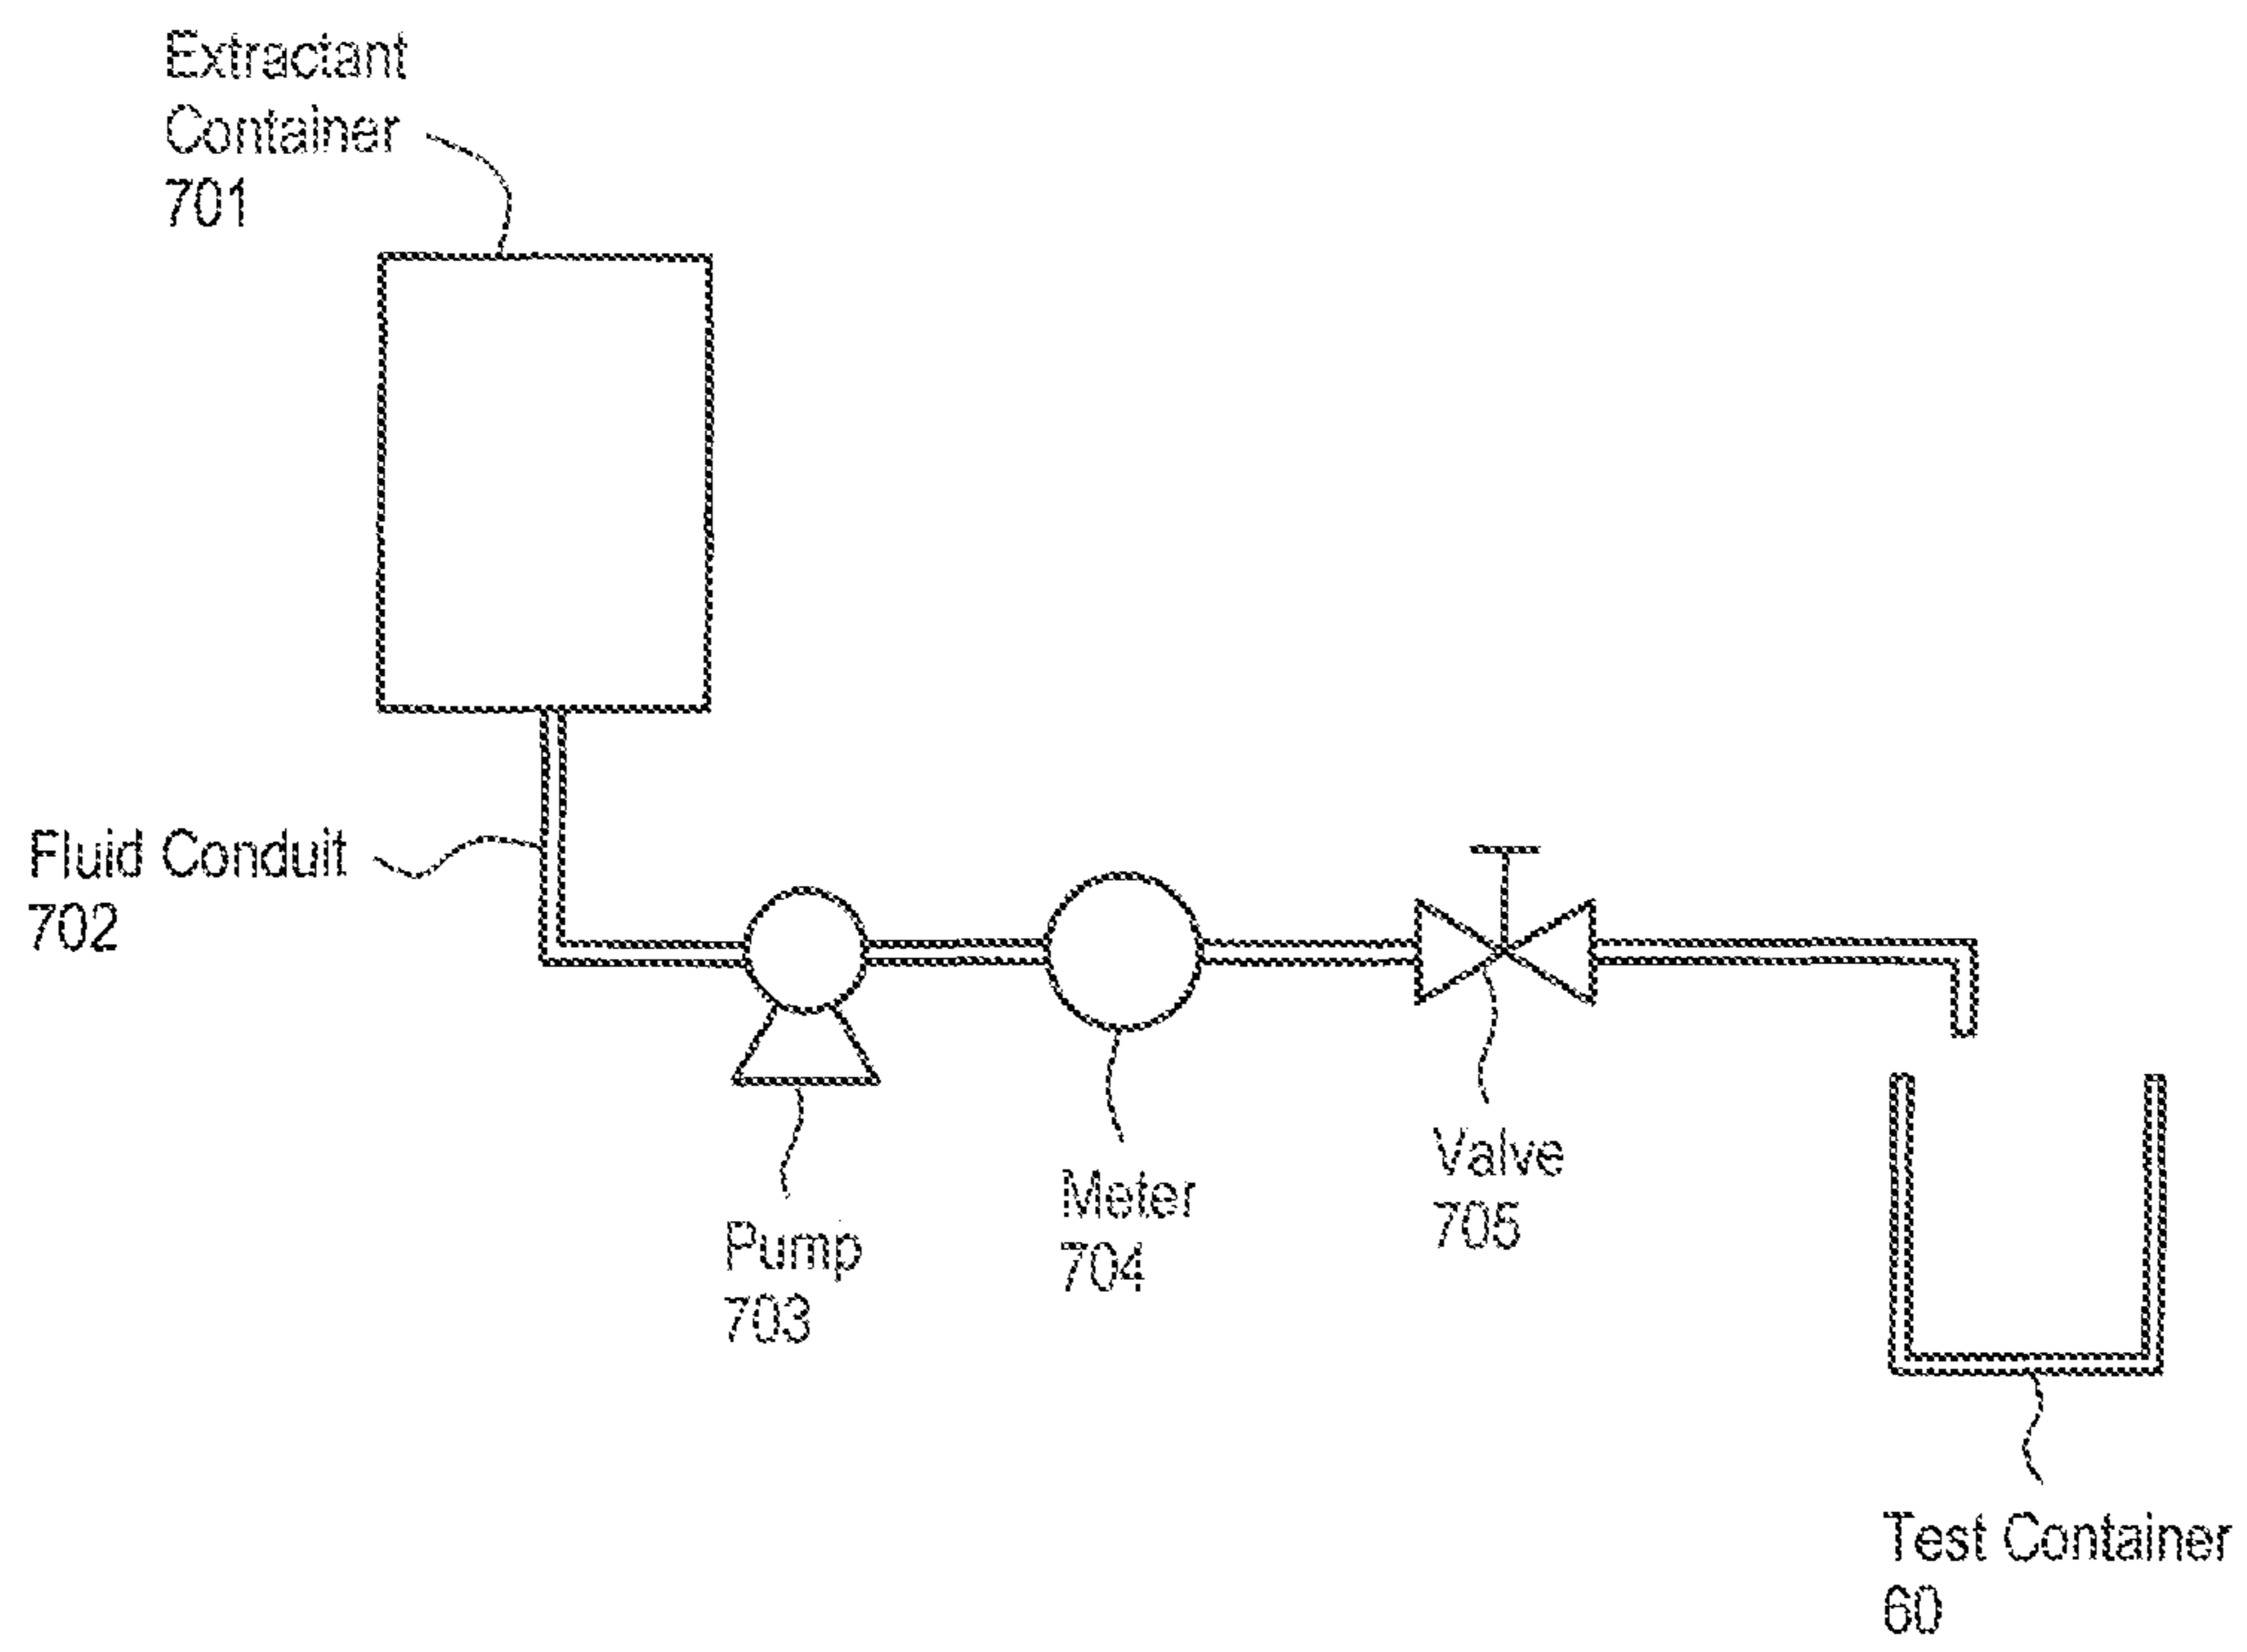 Extractant
Container
701
Fluid Conduit
702
Pump
703
Meter
704
Valve
705
Test Container
60